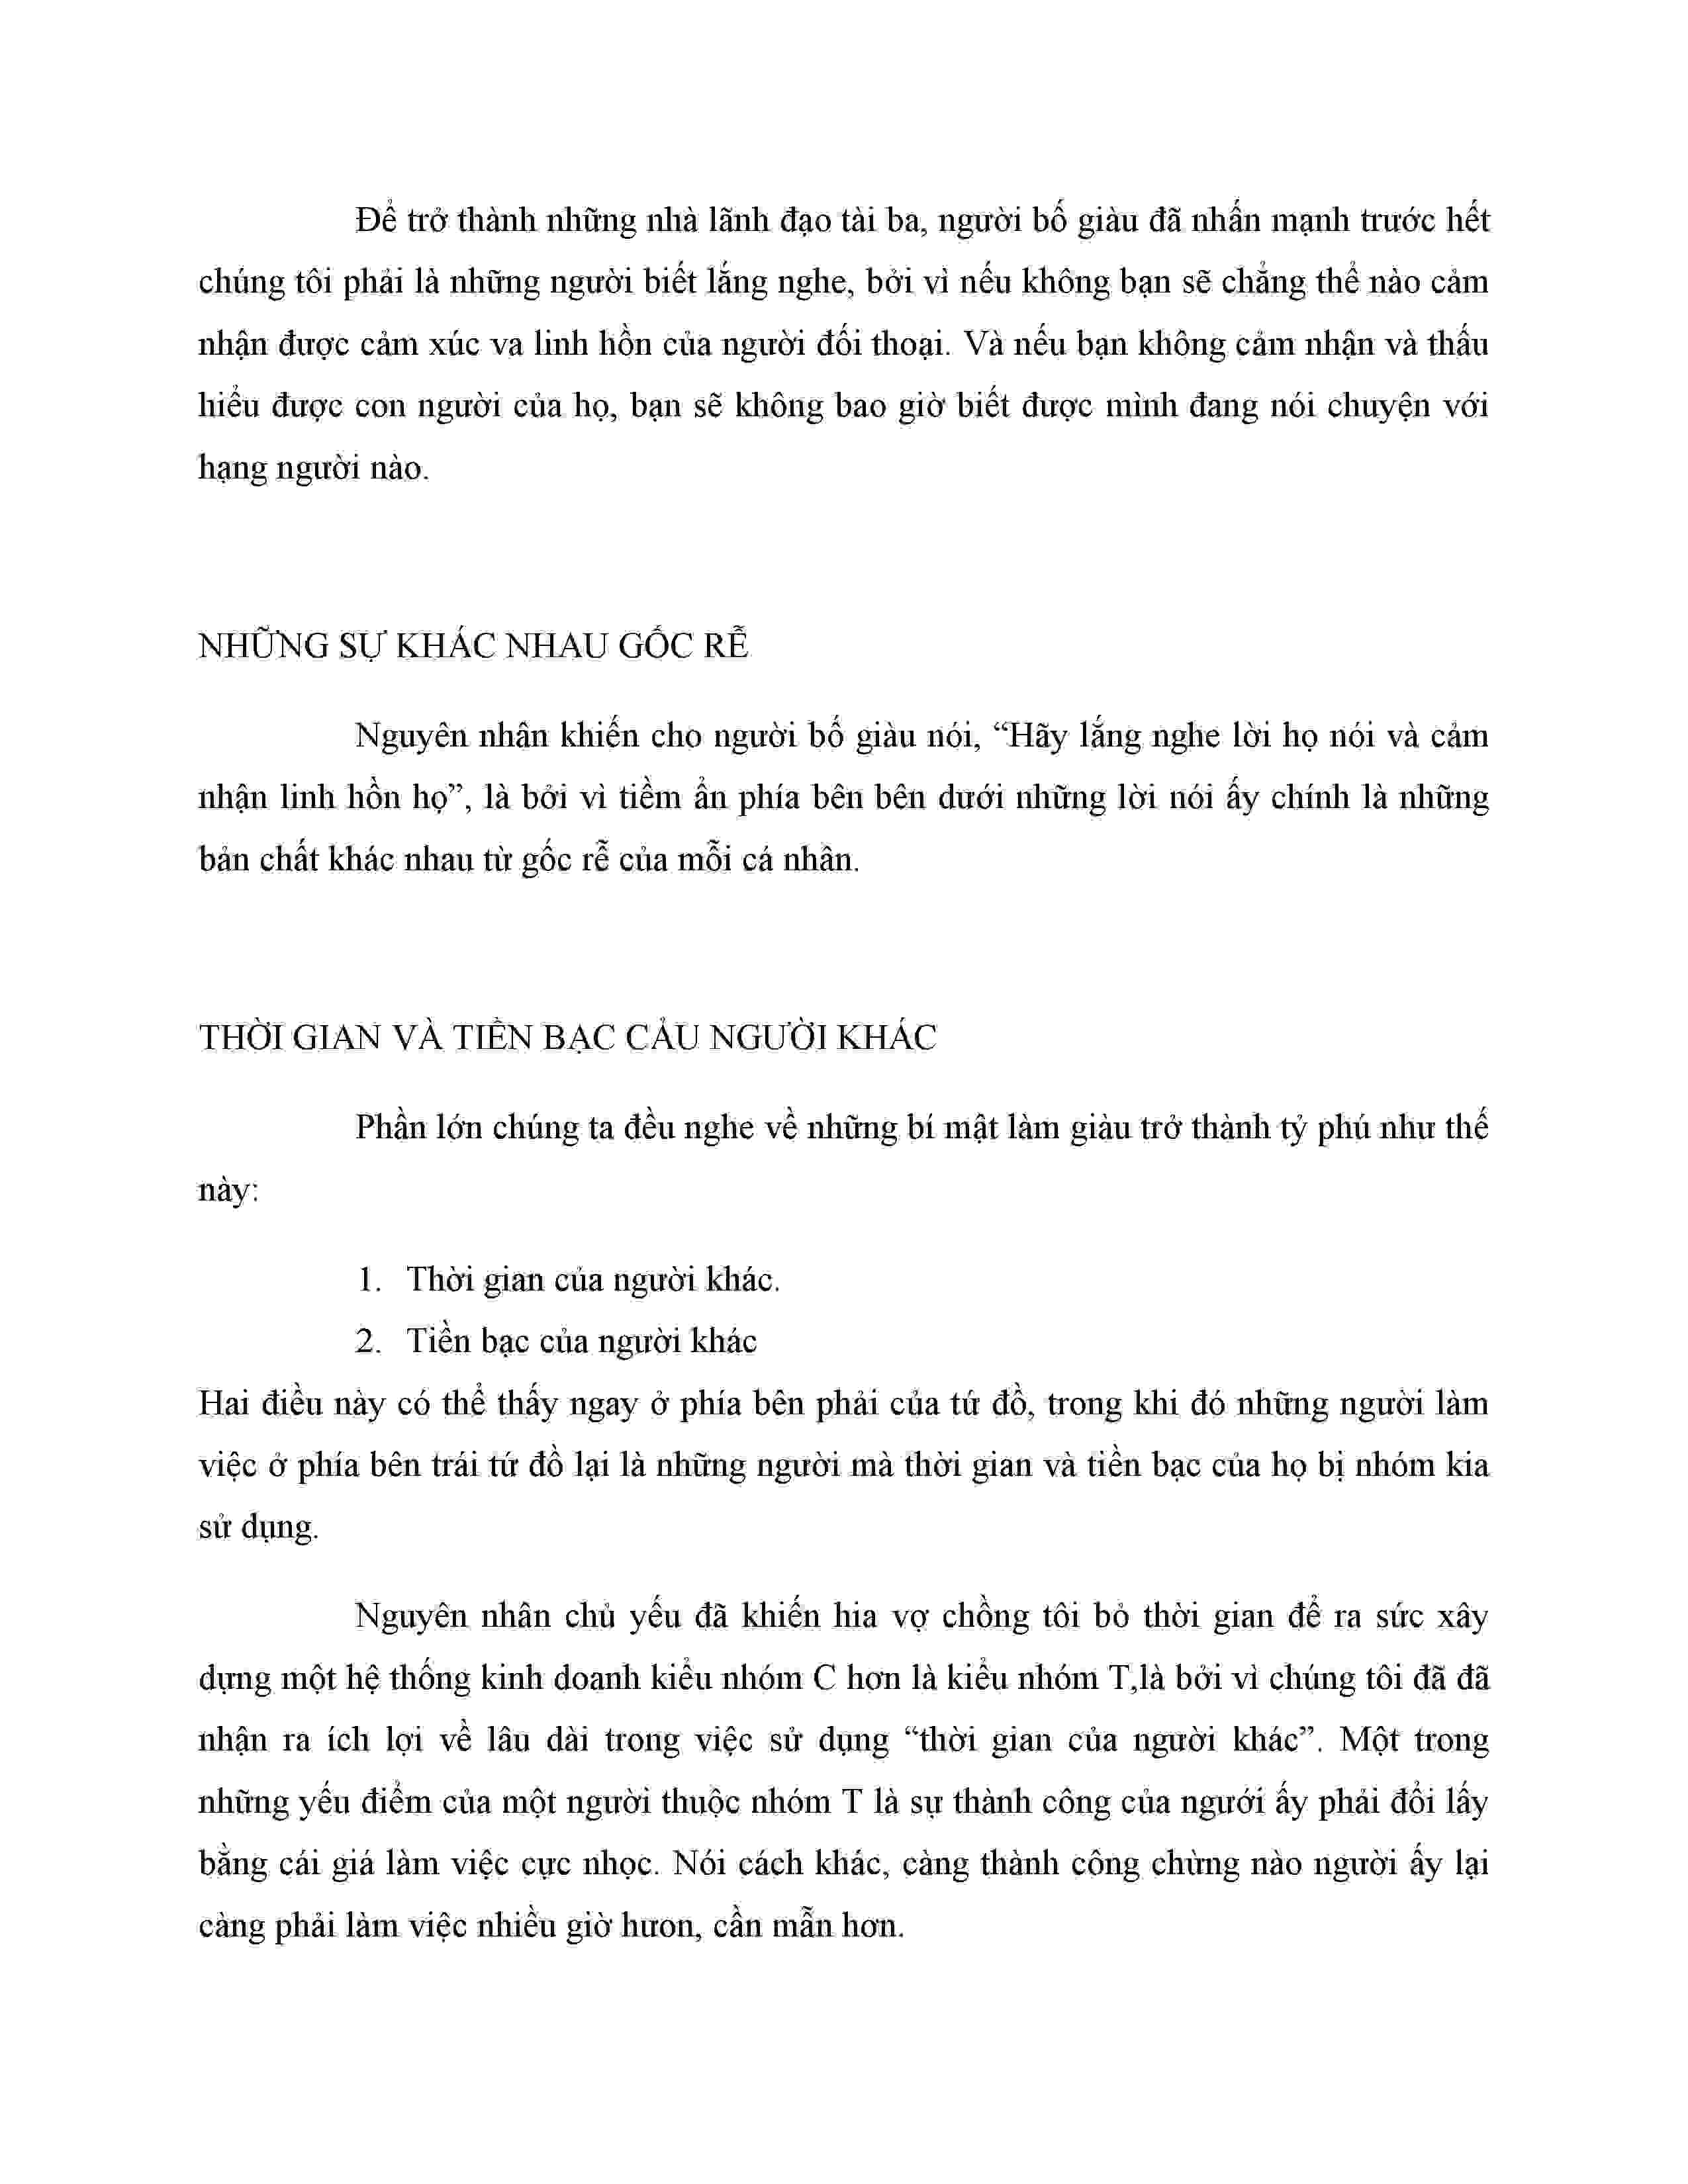 Để trở thành những nhà lãnh đạo tài ba, người bố giàu đã nhấn mạnh trước hết
chúng tôi phải là những người biết lắng nghe, bởi vì nếu không bạn sẽ chẳng thể nào cảm
nhận được cảm xúc va linh hồn của người đối thoại. Và nếu bạn không cảm nhận và thấu
hiểu được con người của họ, bạn sẽ không bao giờ biết được mình đang nói chuyện với
hạng người nào.
NHỮNG SỰ KHÁC NHAU GỐC RỄ
Nguyên nhân khiến cho người bố giàu nói, “Hãy lắng nghe lời họ nói và cảm
nhận linh hồn họ”, là bởi vì tiềm ẩn phía bên bên dưới những lời nói ấy chính là những
bản chất khác nhau từ gốc rễ của mỗi cá nhân.
THỜI GIAN VÀ TIỀN BẠC CẢU NGƯỜI KHÁC
Phần lớn chúng ta đều nghe về những bí mật làm giàu trở thành tỷ phú như thế
này:
1. Thời gian của người khác.
2. Tiền bạc của người khác
Hai điều này có thể thấy ngay ở phía bên phải của tứ đồ, trong khi đó những người làm
việc ở phía bên trái tứ đồ lại là những người mà thời gian và tiền bạc của họ bị nhóm kia
sử dụng.
Nguyên nhân chủ yếu đã khiến hia vợ chồng tôi bỏ thời gian để ra sức xây
dựng một hệ thống kinh doanh kiểu nhóm C hơn là kiểu nhóm T,là bởi vì chúng tôi đã đã
nhận ra ích lợi về lâu dài trong việc sử dụng “thời gian của người khác”. Một trong
những yếu điểm của một người thuộc nhóm T là sự thành công của ngưới ấy phải đổi lấy
bằng cái giá làm việc cực nhọc. Nói cách khác, càng thành công chừng nào người ấy lại
càng phải làm việc nhiều giờ hưon, cần mẫn hơn.